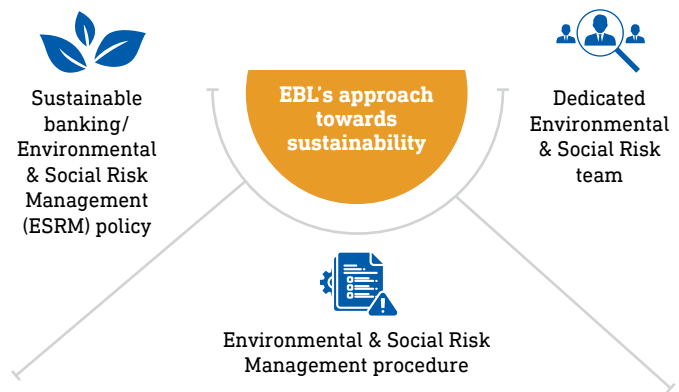 EBL's approach
towards
sustainability
Sustainable
banking/
Environmental
& Social Risk
Management
(ESRM) policy
Dedicated
Environmental
& Social Risk
team
Environmental & Social Risk
Management procedure